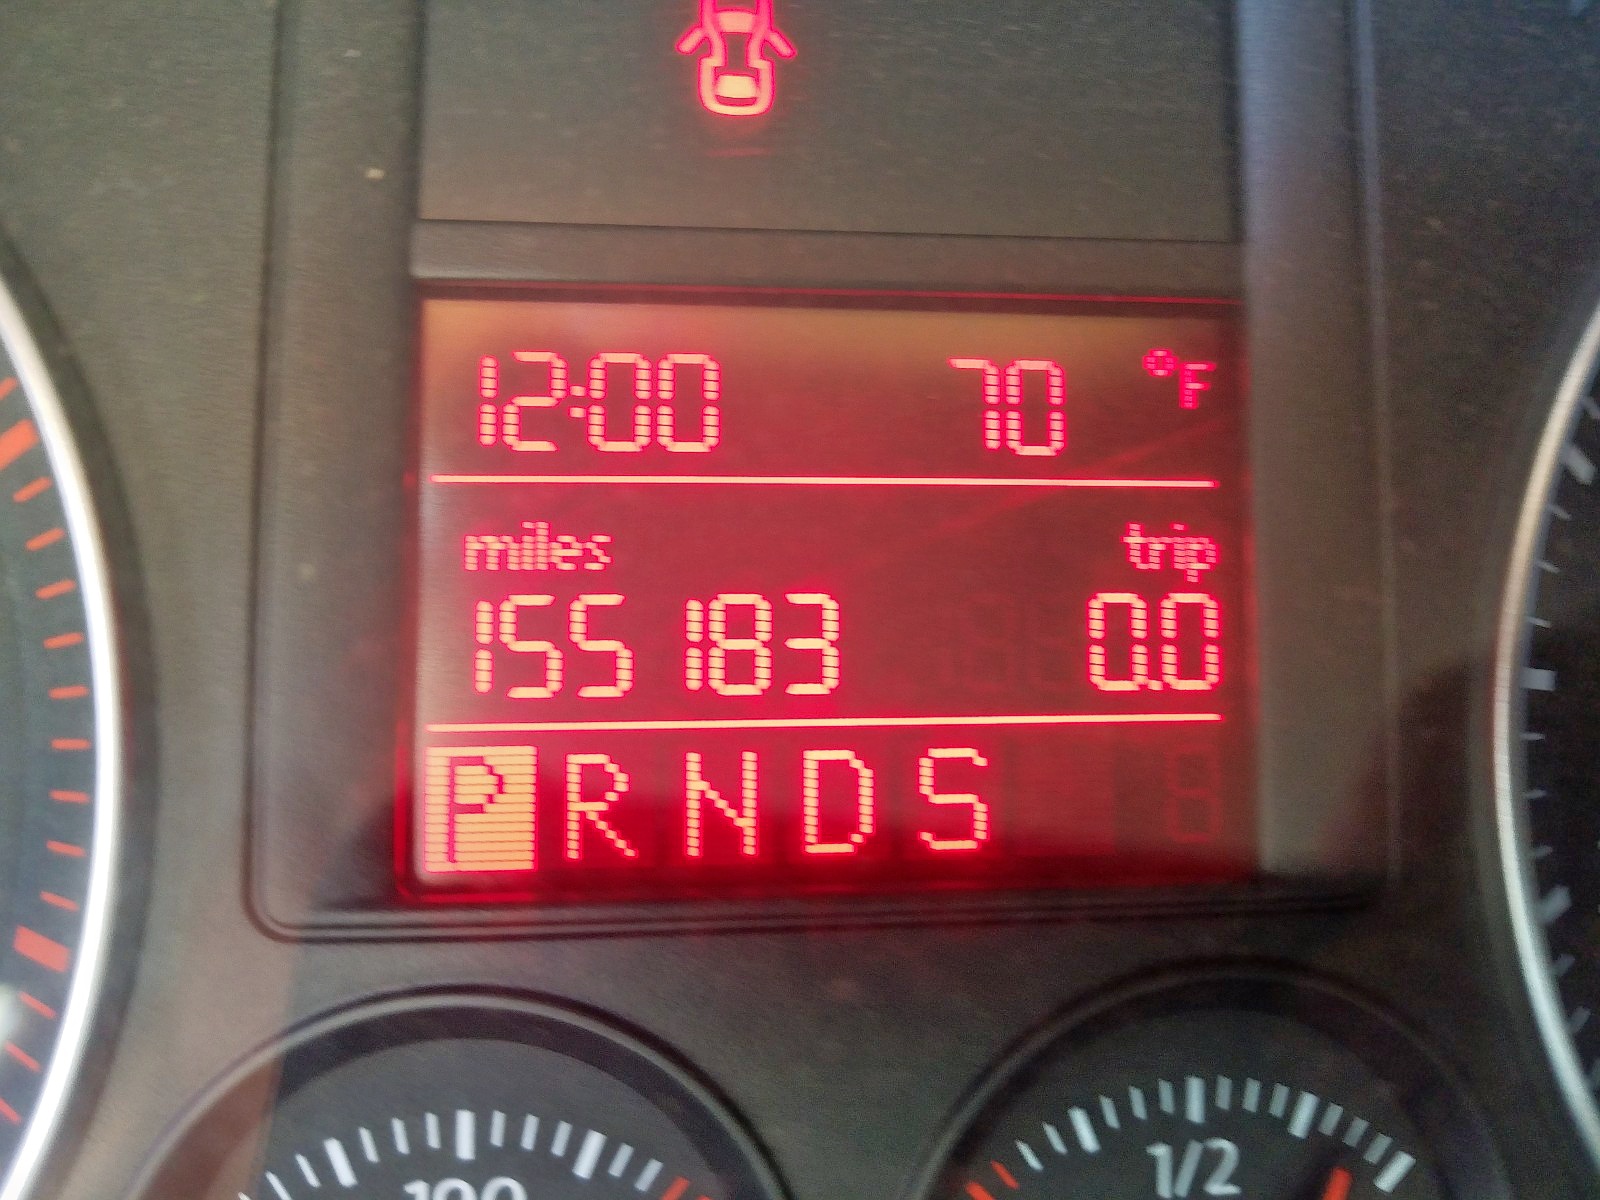 12:00 70 °F
miles trip
155 183 0.0
P R N D S
1/2